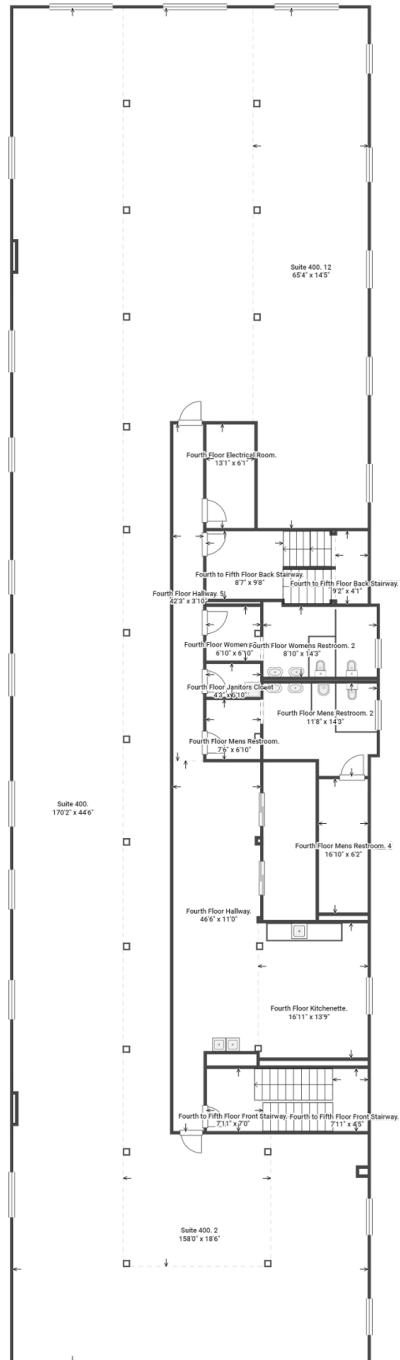 Suite 400. 12
65'4" x 14'5"
Fourth Floor Electrical Room.
13'1" x 6'1"
Fourth to Fifth Floor Back Stairway.
8'7" x 9'8"
Fourth to Fifth Floor Back Stairway.
9'2" x 4'1"
Fourth Floor Hallway. 5
42'3" x 3'10"
Fourth Floor Womens
6'10" x 6'10"
Fourth Floor Womens Restroom. 2
8'10" x 14'3"
Fourth Floor Janitors Closet
4'3" x 6'10"
Fourth Floor Mens Restroom. 2
11'8" x 14'3"
Fourth Floor Mens Restroom.
7'6" x 6'10"
Suite 400.
170'2" x 44'6"
Fourth Floor Mens Restroom. 4
16'10" x 6'2"
Fourth Floor Hallway.
46'6" x 11'0"
Fourth Floor Kitchenette.
16'11" x 13'9"
Fourth to Fifth Floor Front Stairway.
7'11" x 7'0"
Fourth to Fifth Floor Front Stairway.
7'11" x 4'5"
Suite 400. 2
158'0" x 18'6"